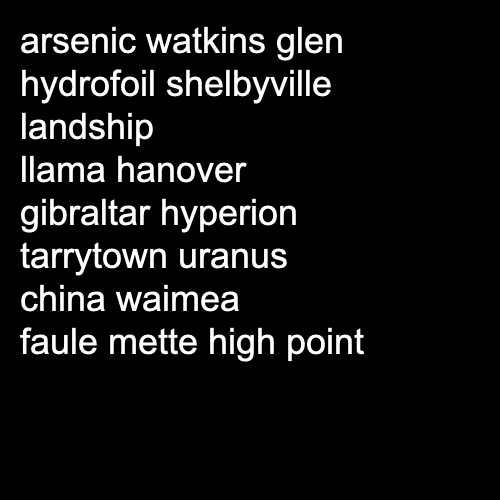 arsenic watkins glen
hydrofoil shelbyville
landship
llama hanover
gibraltar hyperion
tarrytown uranus
china waimea
faule mette high point